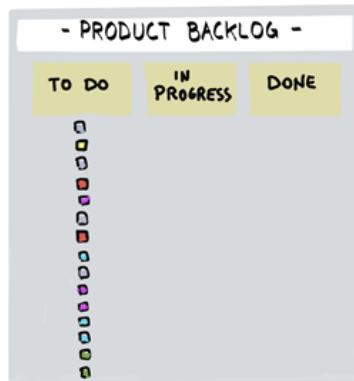 - PRODUCT BACKLOG -
TO DO
IN
PROGRESS
DONE